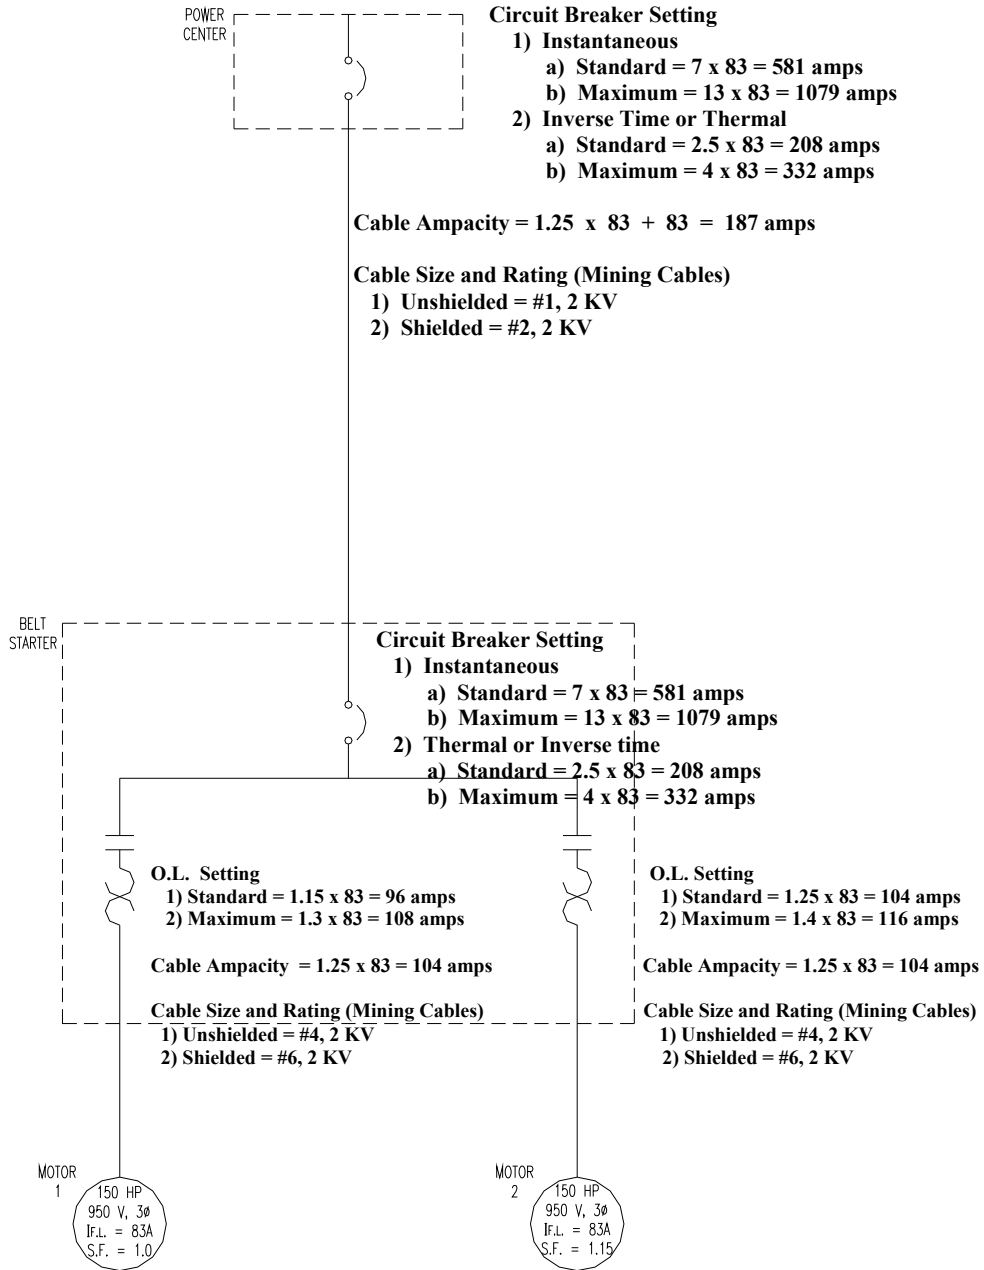 POWER
CENTER
Circuit Breaker Setting
1) Instantaneous
a) Standard = 7 x 83 = 581 amps
b) Maximum = 13 x 83 = 1079 amps
2) Inverse Time or Thermal
a) Standard = 2.5 x 83 = 208 amps
b) Maximum = 4 x 83 = 332 amps
Cable Ampacity = 1.25 x 83 + 83 = 187 amps
Cable Size and Rating (Mining Cables)
1) Unshielded = #1, 2 KV
2) Shielded = #2, 2 KV
BELT
STARTER
Circuit Breaker Setting
1) Instantaneous
a) Standard = 7 x 83 = 581 amps
b) Maximum = 13 x 83 = 1079 amps
2) Thermal or Inverse time
a) Standard = 2.5 x 83 = 208 amps
b) Maximum = 4 x 83 = 332 amps
O.L. Setting
1) Standard = 1.15 x 83 = 96 amps
2) Maximum = 1.3 x 83 = 108 amps
Cable Ampacity = 1.25 x 83 = 104 amps
Cable Size and Rating (Mining Cables)
1) Unshielded = #4, 2 KV
2) Shielded = #6, 2 KV
O.L. Setting
1) Standard = 1.25 x 83 = 104 amps
2) Maximum = 1.4 x 83 = 116 amps
Cable Ampacity = 1.25 x 83 = 104 amps
Cable Size and Rating (Mining Cables)
1) Unshielded = #4, 2 KV
2) Shielded = #6, 2 KV
MOTOR
1
150 HP
950 V, 3ø
IF.L. = 83A
S.F. = 1.0
MOTOR
2
150 HP
950 V, 3ø
IF.L. = 83A
S.F. = 1.15